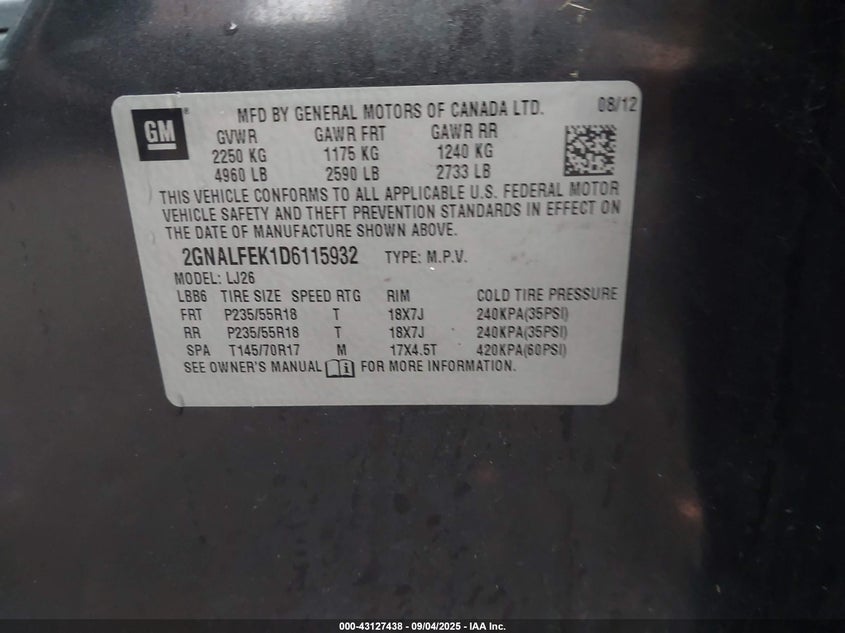 GM ® MFD BY GENERAL MOTORS OF CANADA LTD. 08/12
GVWR GAWR FRT GAWR RR
2250 KG 1175 KG 1240 KG
4960 LB 2590 LB 2733 LB
THIS VEHICLE CONFORMS TO ALL APPLICABLE U.S. FEDERAL MOTOR
VEHICLE SAFETY AND THEFT PREVENTION STANDARDS IN EFFECT ON
THE DATE OF MANUFACTURE SHOWN ABOVE.
2GNALFEK1D6115932 TYPE: M.P.V.
MODEL: LJ26
LBB6 TIRE SIZE SPEED RTG RIM COLD TIRE PRESSURE
FRT P235/55R18 T 18X7J 240KPA(35PSI)
RR P235/55R18 T 18X7J 240KPA(35PSI)
SPA T145/70R17 M 17X4.5T 420KPA(60PSI)
SEE OWNER'S MANUAL i FOR MORE INFORMATION.
000-43127438 - 09/04/2025 - IAA Inc.